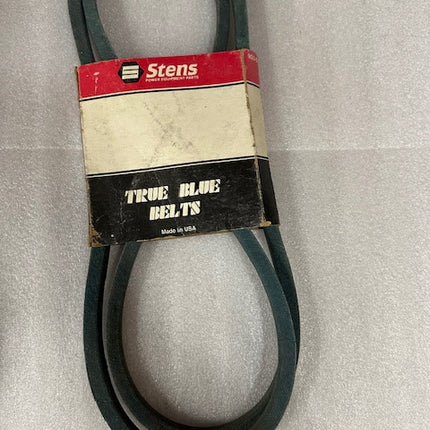 Stens
POWER EQUIPMENT PARTS
TRUE BLUE
BELTS
Made in USA